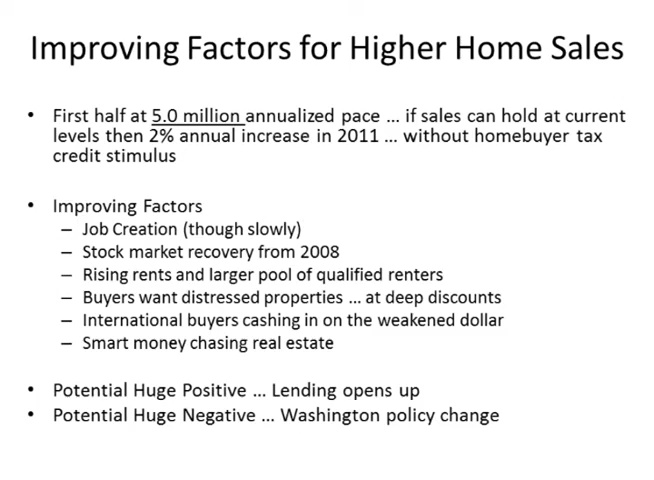 Improving Factors for Higher Home Sales
• First half at 5.0 million annualized pace … if sales can hold at current
levels then 2% annual increase in 2011 … without homebuyer tax
credit stimulus
• Improving Factors
– Job Creation (though slowly)
– Stock market recovery from 2008
– Rising rents and larger pool of qualified renters
– Buyers want distressed properties … at deep discounts
– International buyers cashing in on the weakened dollar
– Smart money chasing real estate
• Potential Huge Positive … Lending opens up
• Potential Huge Negative … Washington policy change